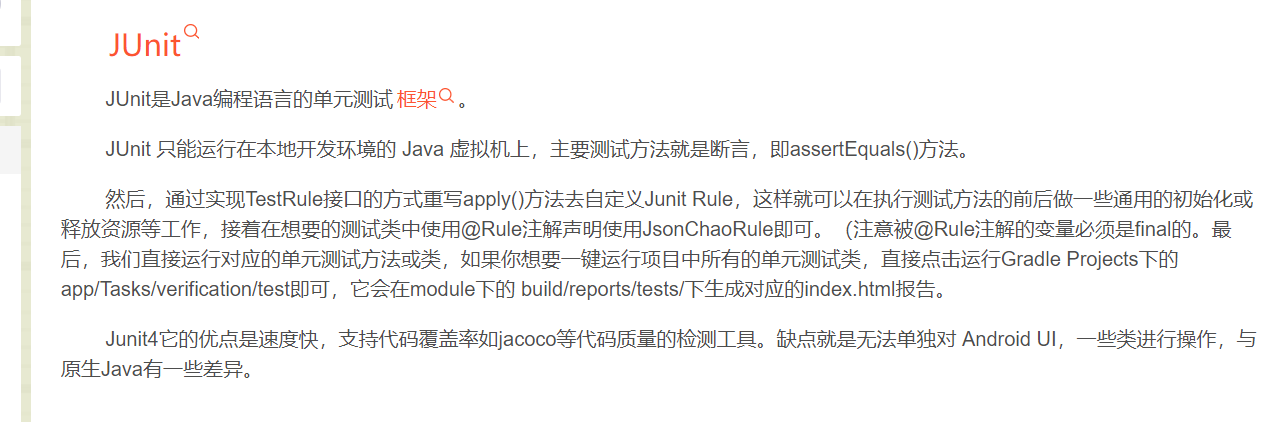 JUnit
JUnit是Java编程语言的单元测试 框架 。
JUnit 只能运行在本地开发环境的 Java 虚拟机上，主要测试方法就是断言，即assertEquals()方法。
然后，通过实现TestRule接口的方式重写apply()方法去自定义Junit Rule，这样就可以在执行测试方法的前后做一些通用的初始化或
释放资源等工作，接着在想要的测试类中使用@Rule注解声明使用JsonChaoRule即可。（注意被@Rule注解的变量必须是final的。最
后，我们直接运行对应的单元测试方法或类，如果你想要一键运行项目中所有的单元测试类，直接点击运行Gradle Projects下的
app/Tasks/verification/test即可，它会在module下的 build/reports/tests/下生成对应的index.html报告。
Junit4它的优点是速度快，支持代码覆盖率如jacoco等代码质量的检测工具。缺点就是无法单独对 Android UI，一些类进行操作，与
原生Java有一些差异。